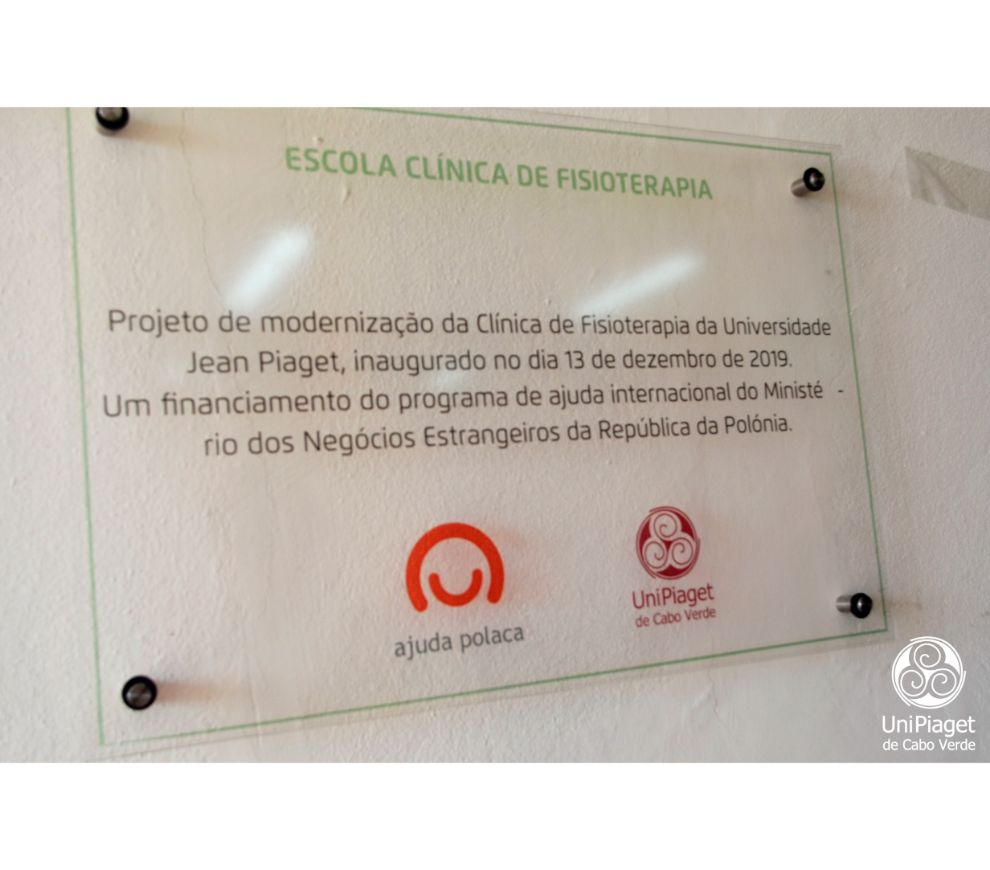 ESCOLA CLÍNICA DE FISIOTERAPIA
Projeto de modernização da Clínica de Fisioterapia da Universidade
Jean Piaget, inaugurado no dia 13 de dezembro de 2019.
Um financiamento do programa de ajuda internacional do Ministé -
rio dos Negócios Estrangeiros da República da Polónia.
ajuda polaca
UniPiaget
de Cabo Verde
UniPiaget
de Cabo Verde